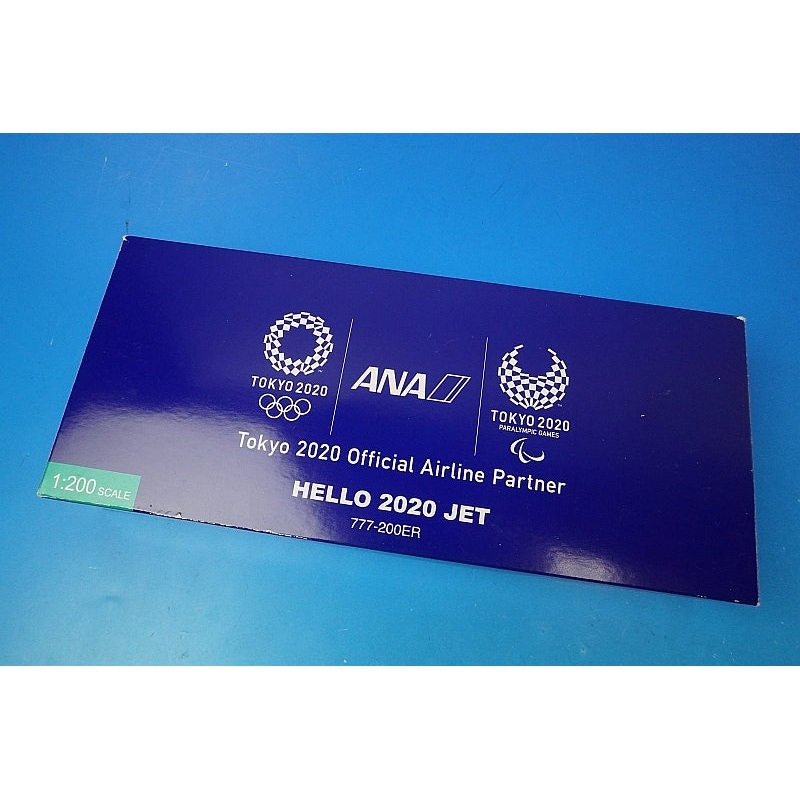 TOKYO 2020
ANA
TOKYO 2020
PARALYMPIC GAMES
Tokyo 2020 Official Airline Partner
HELLO 2020 JET
777-200ER
1:200 SCALE